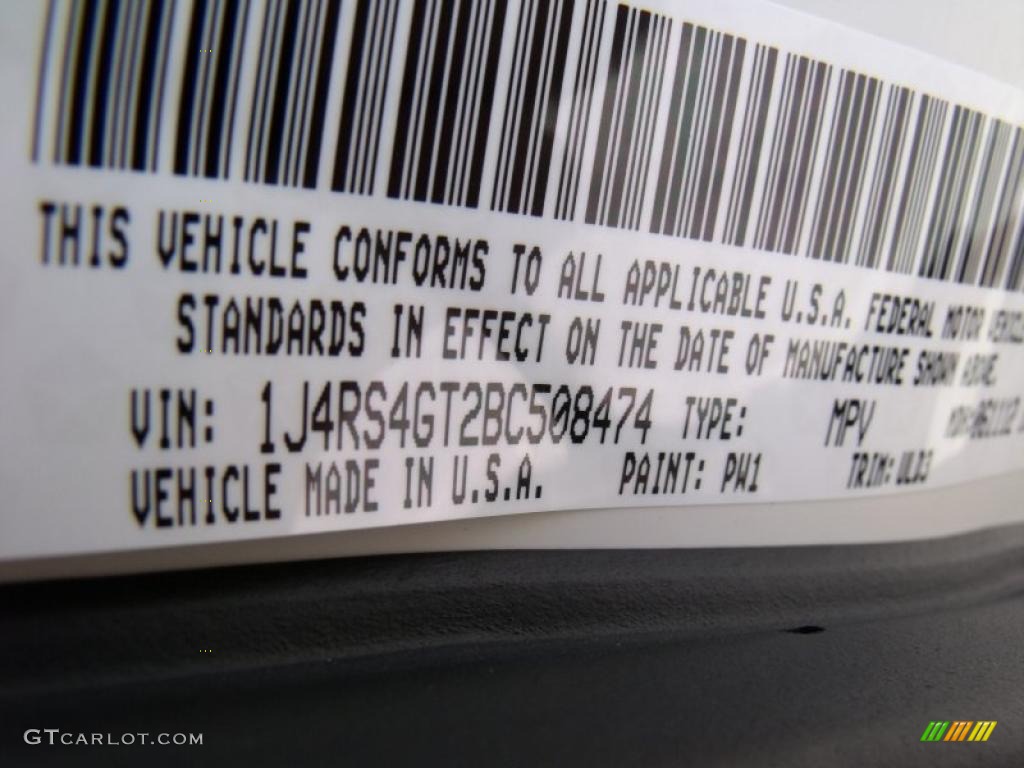 THIS VEHICLE CONFORMS TO ALL APPLICABLE U.S.A. FEDERAL MOTOR VEHICLE
STANDARDS IN EFFECT ON THE DATE OF MANUFACTURE SHOWN ABOVE.
VIN: 1J4RS4GT2BC508474 TYPE: MPV
VEHICLE MADE IN U.S.A. PAINT: PW1 TRIM:
GTCARLOT.COM